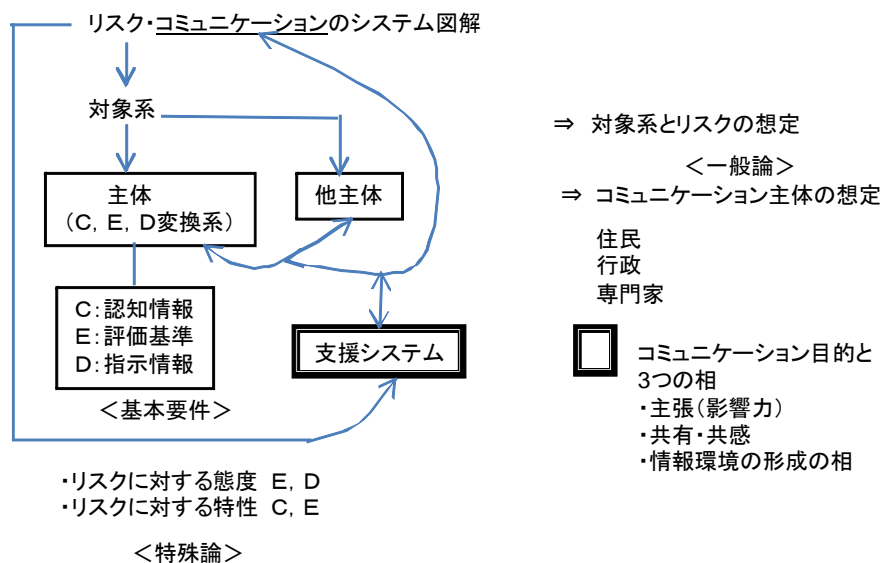 リスク・コミュニケーションのシステム図解
対象系
主体
（C, E, D変換系）
他主体
C：認知情報
E：評価基準
D：指示情報
＜基本要件＞
支援システム
・リスクに対する態度 E, D
・リスクに対する特性 C, E
＜特殊論＞
⇒ 対象系とリスクの想定
＜一般論＞
⇒ コミュニケーション主体の想定
住民
行政
専門家
コミュニケーション目的と
3つの相
・主張（影響力）
・共有・共感
・情報環境の形成の相